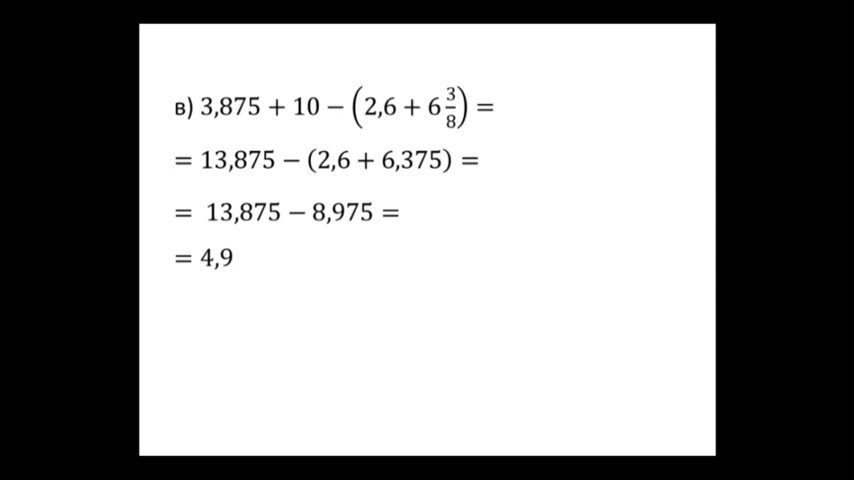 в) 3,875 + 10 − (2,6 + 6 3/8) =
= 13,875 − (2,6 + 6,375) =
= 13,875 − 8,975 =
= 4,9